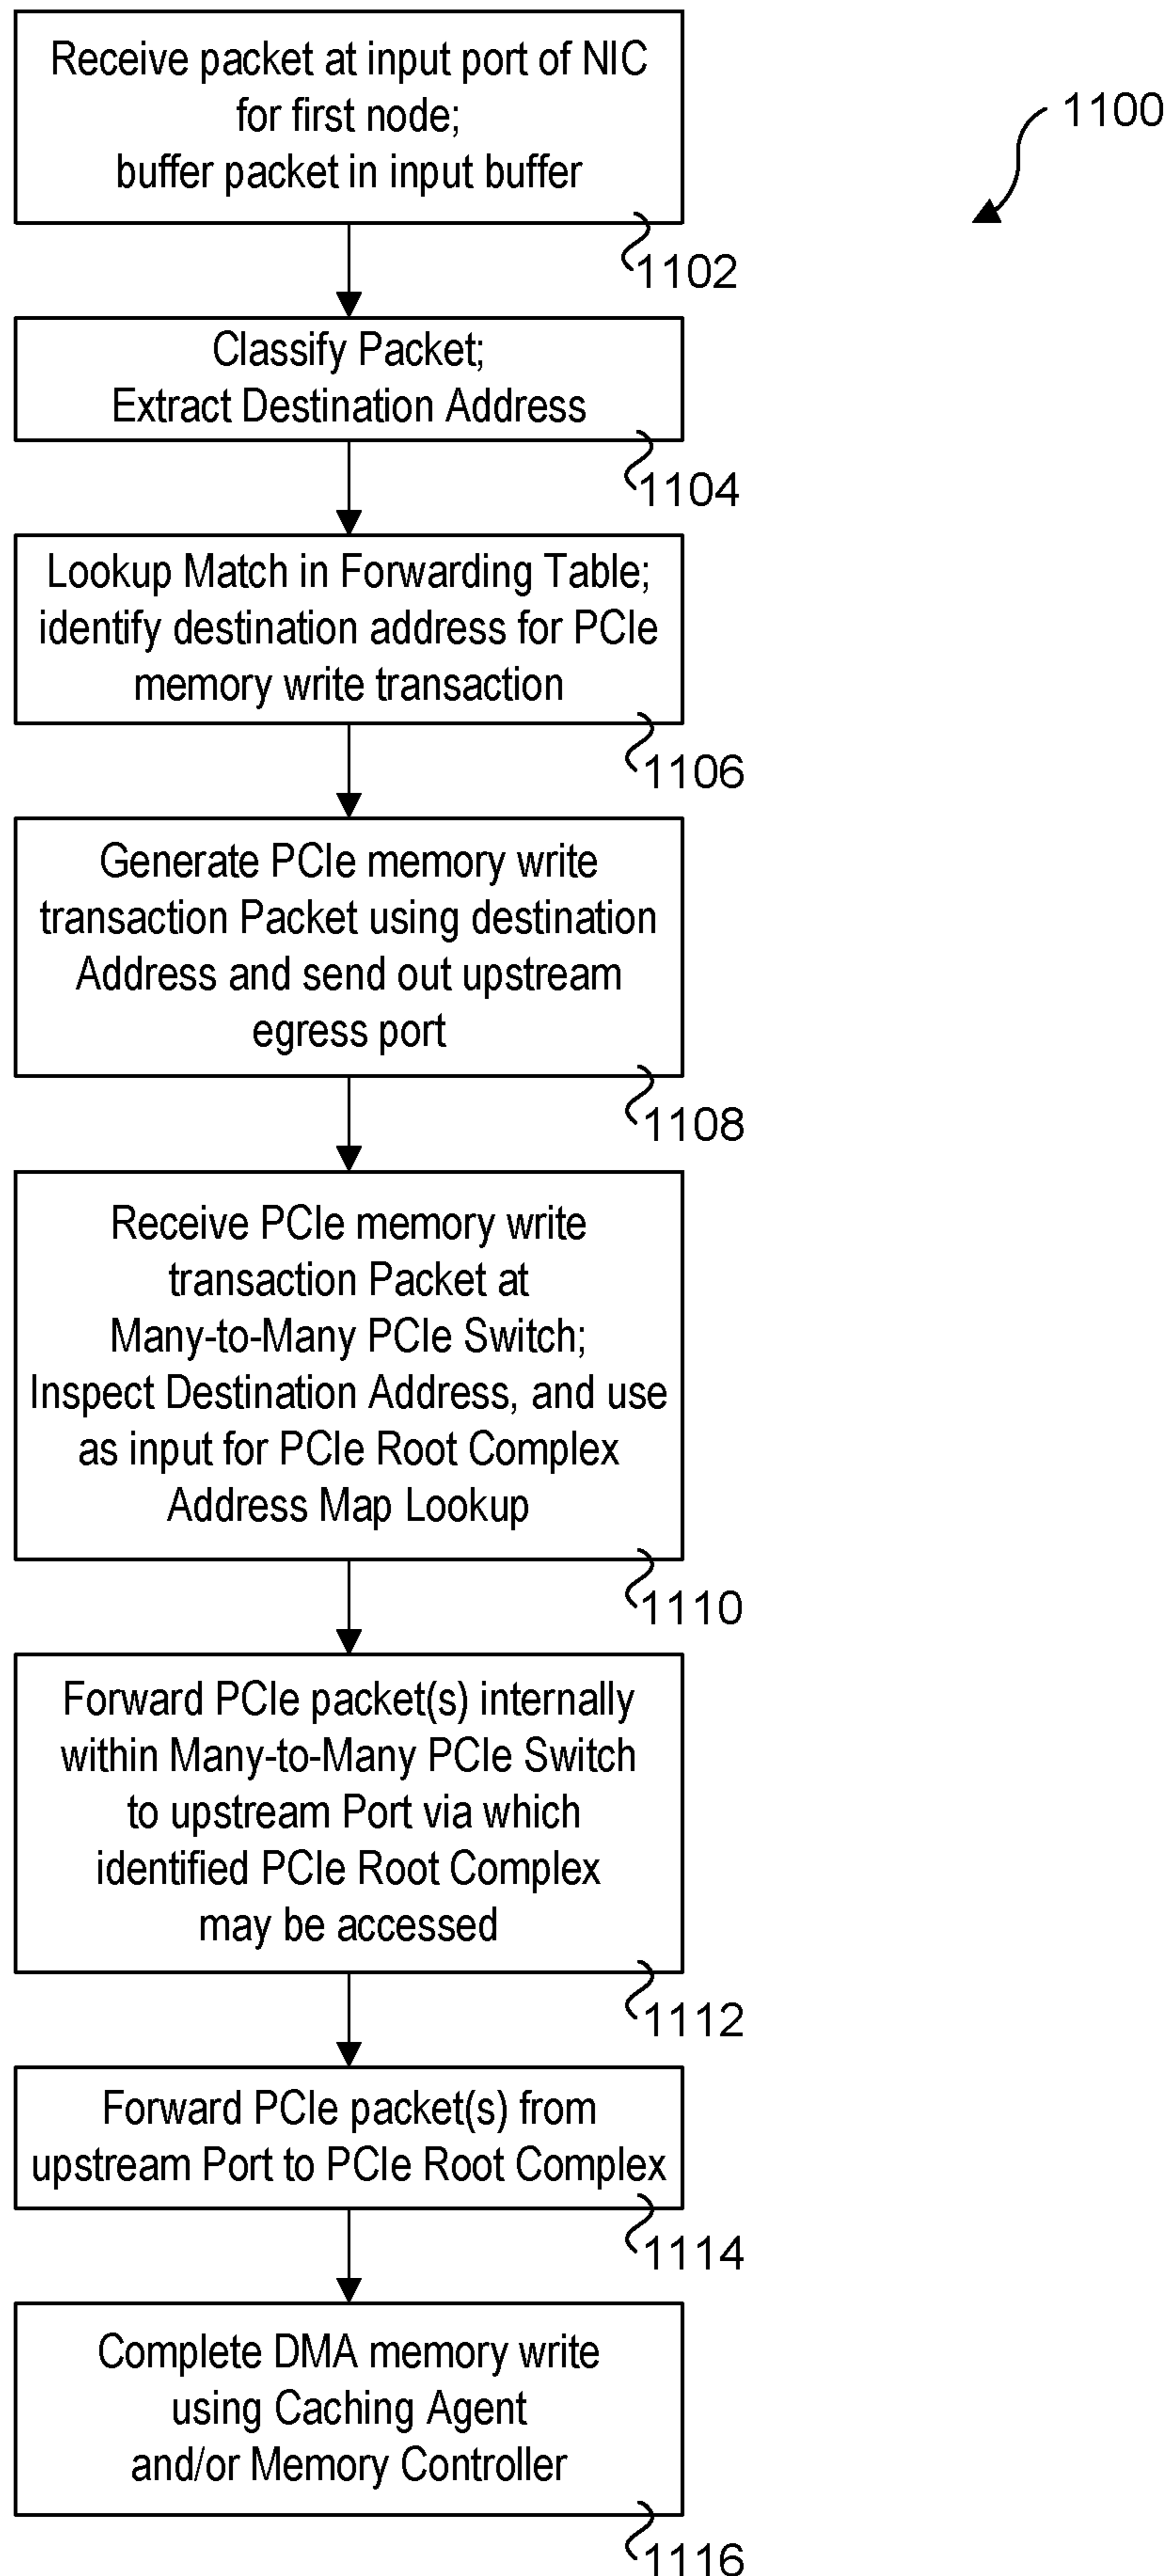 Receive packet at input port of NIC
for first node;
buffer packet in input buffer
1100
1102
Classify Packet;
Extract Destination Address
1104
Lookup Match in Forwarding Table;
identify destination address for PCIe
memory write transaction
1106
Generate PCIe memory write
transaction Packet using destination
Address and send out upstream
egress port
1108
Receive PCIe memory write
transaction Packet at
Many-to-Many PCIe Switch;
Inspect Destination Address, and use
as input for PCIe Root Complex
Address Map Lookup
1110
Forward PCIe packet(s) internally
within Many-to-Many PCIe Switch
to upstream Port via which
identified PCIe Root Complex
may be accessed
1112
Forward PCIe packet(s) from
upstream Port to PCIe Root Complex
1114
Complete DMA memory write
using Caching Agent
and/or Memory Controller
1116